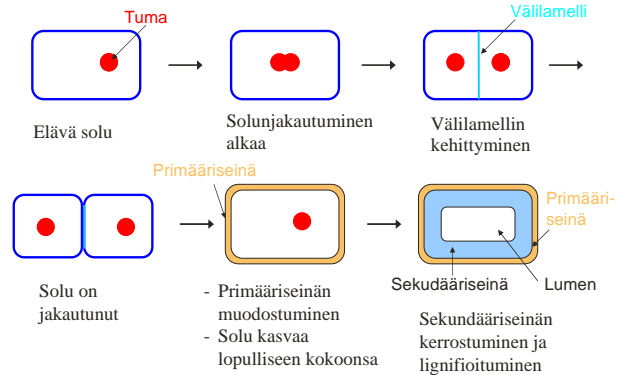 Tuma
Välilamelli
Elävä solu
Solunjakautuminen
alkaa
Välilamellin
kehittyminen
Primääriseinä
Primääri-
seinä
Sekudääriseinä
Lumen
Solu on
jakautunut
- Primääriseinän
muodostuminen
- Solu kasvaa
lopulliseen kokoonsa
Sekundääriseinän
kerrostuminen ja
lignifioituminen